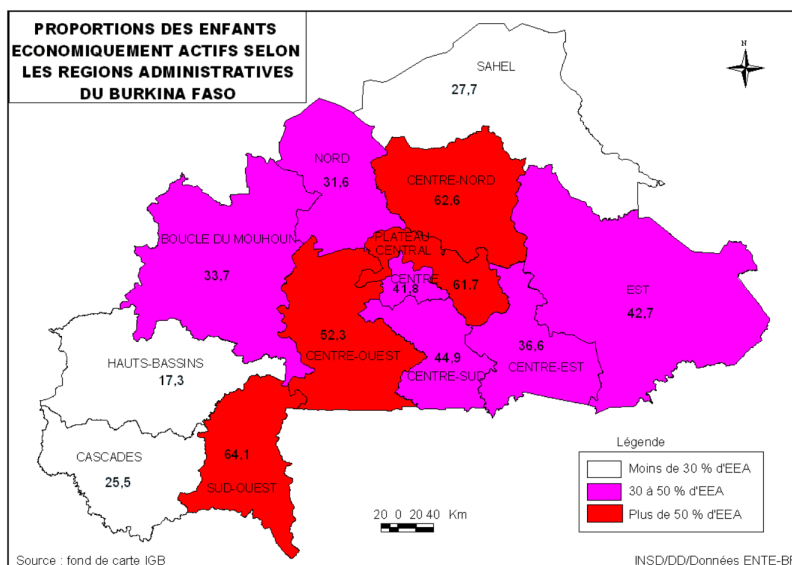 PROPORTIONS DES ENFANTS
ECONOMIQUEMENT ACTIFS SELON
LES REGIONS ADMINISTRATIVES
DU BURKINA FASO
N
SAHEL
27,7
NORD
31,6
CENTRE-NORD
62,6
BOUCLE DU MOUHOUN
33,7
PLATEAU
CENTRAL
61,7
CENTRE
41,8
EST
42,7
52,3
CENTRE-OUEST
44,9
CENTRE-SUD
36,6
CENTRE-EST
HAUTS-BASSINS
17,3
CASCADES
25,5
64,1
SUD-OUEST
Légende
Moins de 30 % d'EEA
30 à 50 % d'EEA
Plus de 50 % d'EEA
20 0 20 40 Km
Source : fond de carte IGB
INSD/DD/Données ENTE-BF